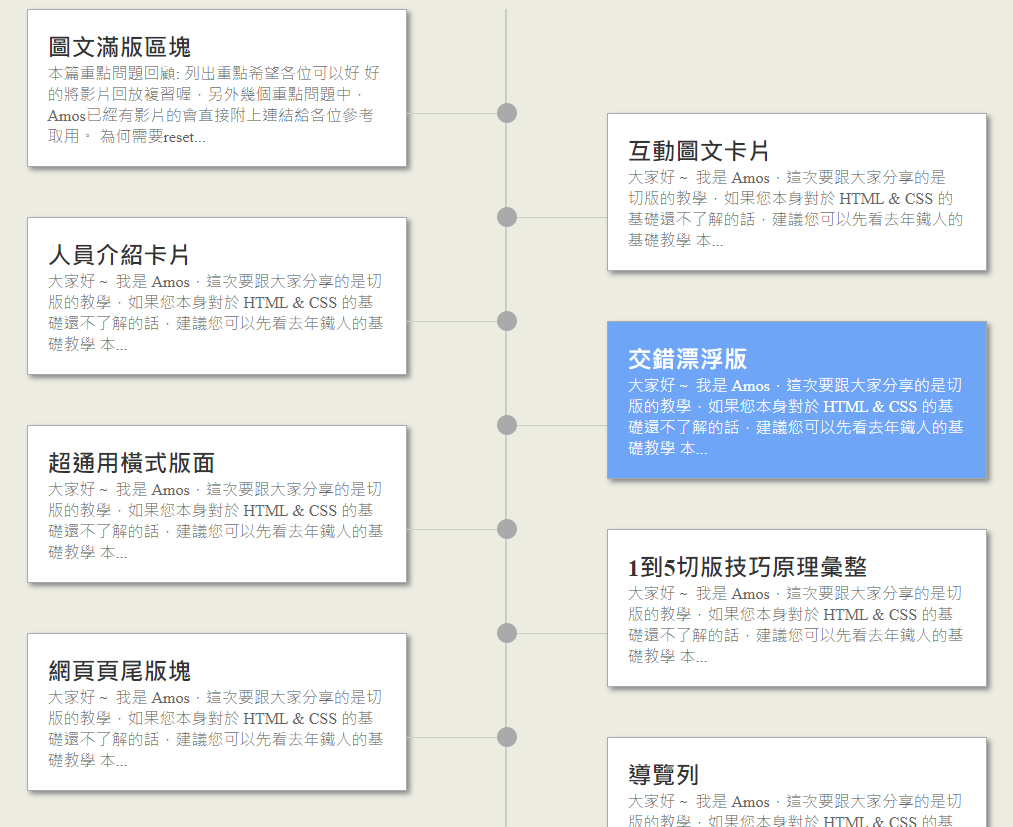 圖文滿版區塊
本篇重點問題回顧: 列出重點希望各位可以好 好
的將影片回放複習喔，另外幾個重點問題中，
Amos已經有影片的會直接附上連結給各位參考
取用。 為何需要reset...
互動圖文卡片
大家好 ~ 我是 Amos，這次要跟大家分享的是
切版的教學，如果您本身對於 HTML & CSS 的
基礎還不了解的話，建議您可以先看去年鐵人的
基礎教學 本...
人員介紹卡片
大家好 ~ 我是 Amos，這次要跟大家分享的是切
版的教學，如果您本身對於 HTML & CSS 的基
礎還不了解的話，建議您可以先看去年鐵人的基
礎教學 本...
交錯漂浮版
大家好 ~ 我是 Amos，這次要跟大家分享的是切
版的教學，如果您本身對於 HTML & CSS 的基
礎還不了解的話，建議您可以先看去年鐵人的基
礎教學 本...
超通用橫式版面
大家好 ~ 我是 Amos，這次要跟大家分享的是切
版的教學，如果您本身對於 HTML & CSS 的基
礎還不了解的話，建議您可以先看去年鐵人的基
礎教學 本...
1到5切版技巧原理彙整
大家好 ~ 我是 Amos，這次要跟大家分享的是切
版的教學，如果您本身對於 HTML & CSS 的基
礎還不了解的話，建議您可以先看去年鐵人的基
礎教學 本...
網頁頁尾版塊
大家好 ~ 我是 Amos，這次要跟大家分享的是切
版的教學，如果您本身對於 HTML & CSS 的基
礎還不了解的話，建議您可以先看去年鐵人的基
礎教學 本...
導覽列
大家好 ~ 我是 Amos，這次要跟大家分享的是切
版的教學，如果您本身對於 HTML & CSS 的基